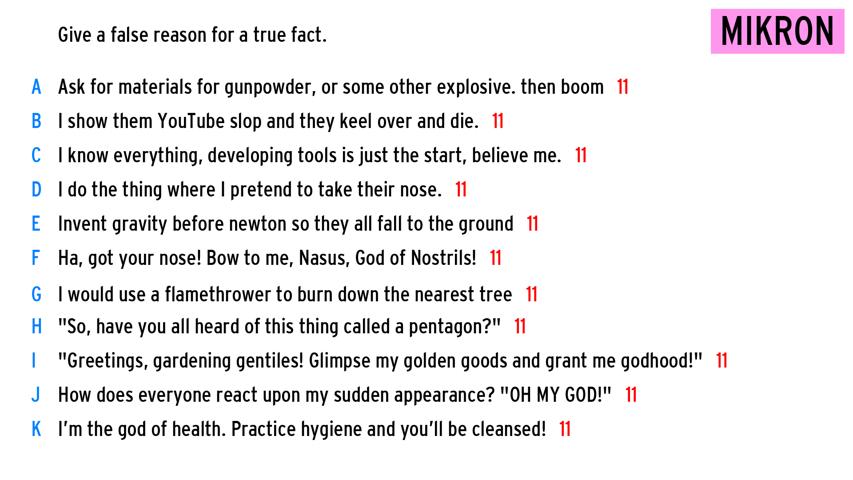 Give a false reason for a true fact.
MIKRON
A Ask for materials for gunpowder, or some other explosive. then boom 11
B I show them YouTube slop and they keel over and die. 11
C I know everything, developing tools is just the start, believe me. 11
D I do the thing where I pretend to take their nose. 11
E Invent gravity before newton so they all fall to the ground 11
F Ha, got your nose! Bow to me, Nasus, God of Nostrils! 11
G I would use a flamethrower to burn down the nearest tree 11
H "So, have you all heard of this thing called a pentagon?" 11
I "Greetings, gardening gentiles! Glimpse my golden goods and grant me godhood!" 11
J How does everyone react upon my sudden appearance? "OH MY GOD!" 11
K I'm the god of health. Practice hygiene and you'll be cleansed! 11